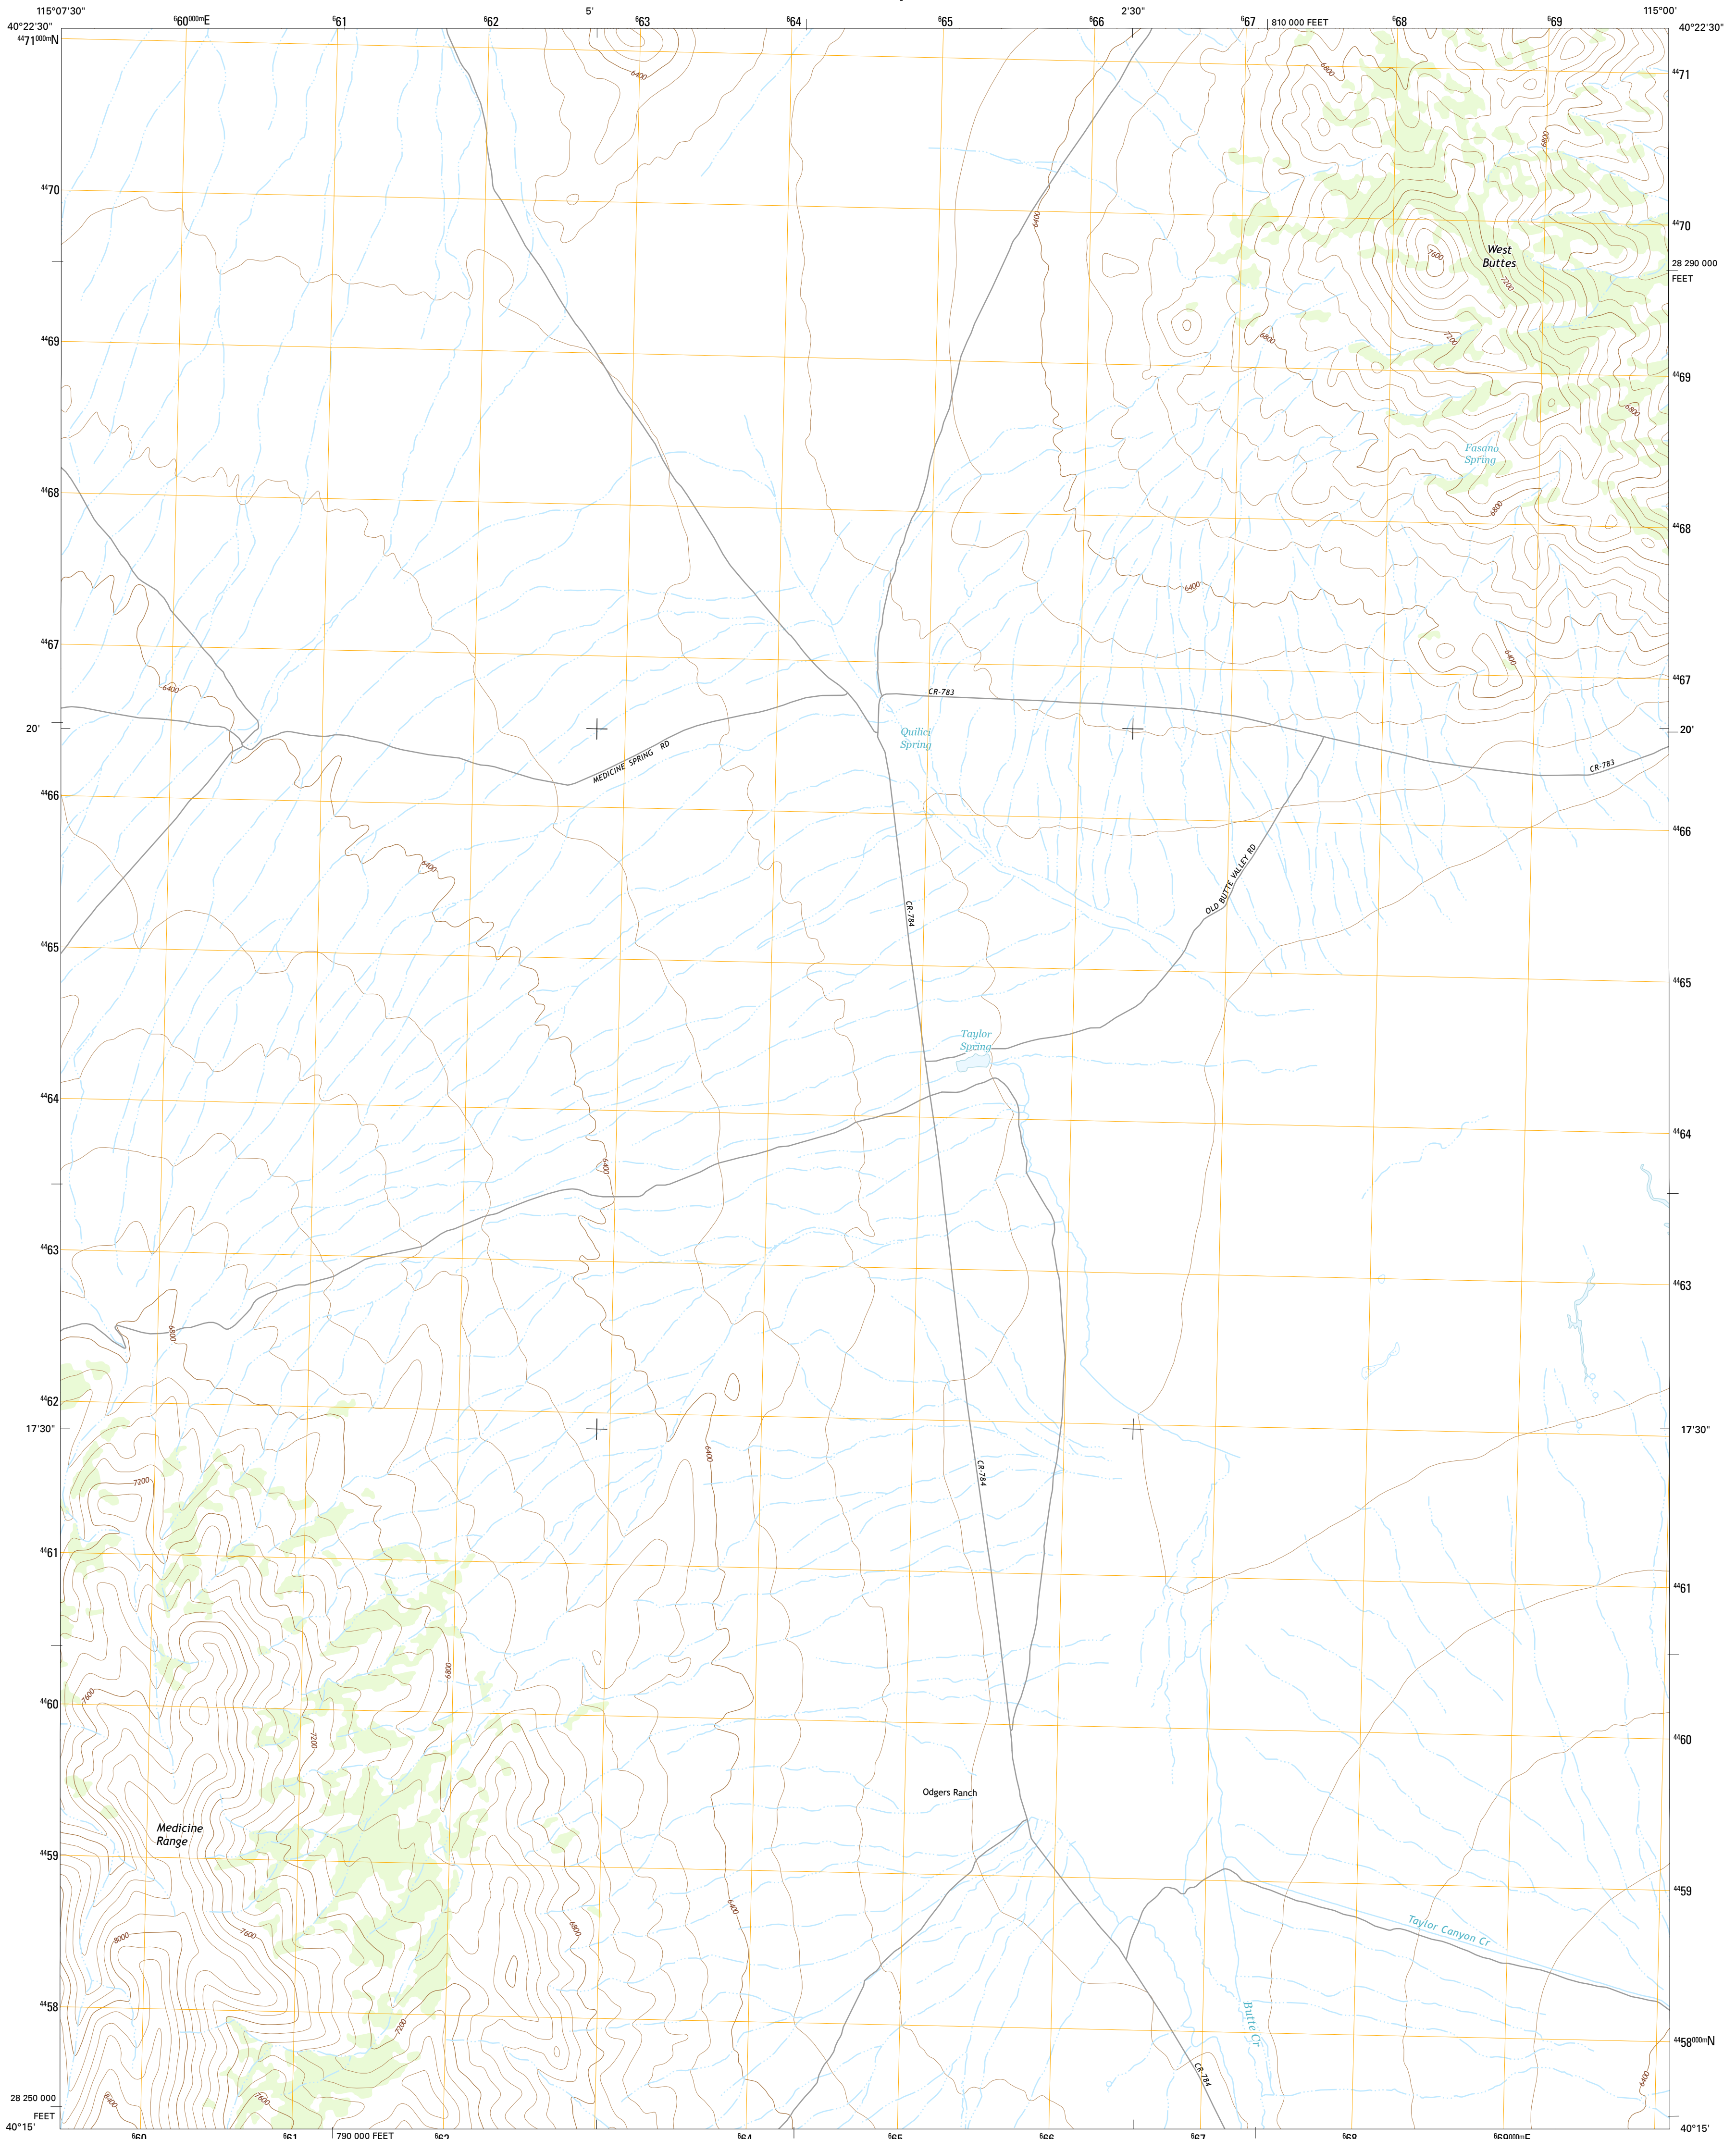 115°07'30"
⁶60⁰⁰⁰ᵐE
⁶61
⁶62
5'
⁶63
⁶64
⁶65
⁶66
2'30"
⁶67
810 000 FEET
⁶68
⁶69
115°00'
40°22'30"
40°22'30"
⁴⁴71⁰⁰⁰ᵐN
6400
6800
⁴⁴71
6800
⁴⁴70
6400
⁴⁴70
West
Buttes
7600
28 290 000
FEET
7200
⁴⁴69
6800
7200
⁴⁴69
6800
Fasano
Spring
⁴⁴68
6800
⁴⁴68
6400
⁴⁴67
6400
6400
⁴⁴67
CR-783
20'
Quilici
Spring
20'
MEDICINE SPRING RD
CR-783
⁴⁴66
⁴⁴66
6400
OLD BUTTE VALLEY RD
CR-784
⁴⁴65
⁴⁴65
Taylor
Spring
⁴⁴64
⁴⁴64
6400
⁴⁴63
⁴⁴63
6800
⁴⁴62
17'30"
17'30"
6400
CR-784
7200
⁴⁴61
⁴⁴61
6800
7600
⁴⁴60
7200
⁴⁴60
Odgers Ranch
Medicine
Range
⁴⁴59
⁴⁴59
6400
6800
Taylor Canyon Cr
7600
8000
⁴⁴58
7200
Butte Cr
⁴⁴58⁰⁰⁰ᵐN
CR-784
6400
28 250 000
FEET
6400
7600
40°15'
40°15'
⁶60
⁶61
790 000 FEET
⁶62
⁶64
⁶65
⁶66
⁶67
⁶68
⁶69⁰⁰⁰ᵐE